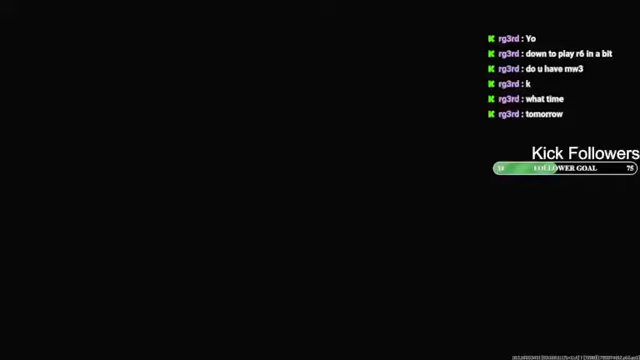 rg3rd : Yo
rg3rd : down to play r6 in a bit
rg3rd : do u have mw3
rg3rd : k
rg3rd : what time
rg3rd : tomorrow
Kick Followers
FOLLOWER GOAL 75